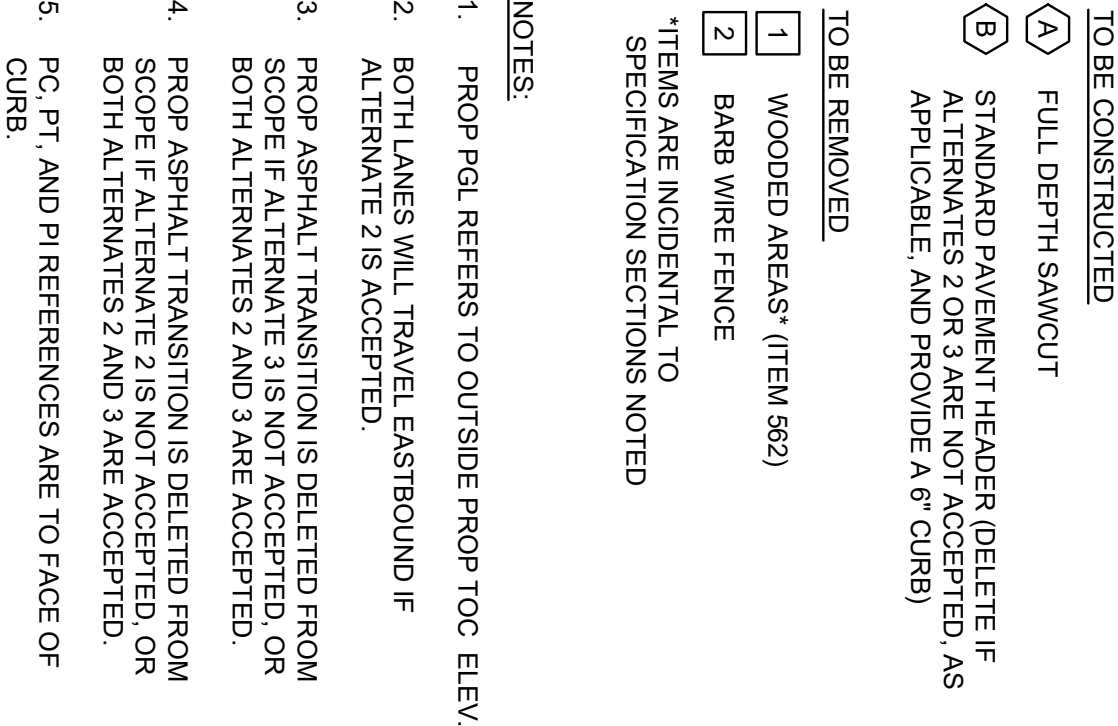 TO BE CONSTRUCTED
A FULL DEPTH SAWCUT
B STANDARD PAVEMENT HEADER (DELETE IF
ALTERNATES 2 OR 3 ARE NOT ACCEPTED, AS
APPLICABLE, AND PROVIDE A 6" CURB)
TO BE REMOVED
1 WOODED AREAS* (ITEM 562)
2 BARB WIRE FENCE
*ITEMS ARE INCIDENTAL TO
SPECIFICATION SECTIONS NOTED
NOTES:
1. PROP PGL REFERS TO OUTSIDE PROP TOC ELEV.
2. BOTH LANES WILL TRAVEL EASTBOUND IF
ALTERNATE 2 IS ACCEPTED.
3. PROP ASPHALT TRANSITION IS DELETED FROM
SCOPE IF ALTERNATE 3 IS NOT ACCEPTED, OR
BOTH ALTERNATES 2 AND 3 ARE ACCEPTED.
4. PROP ASPHALT TRANSITION IS DELETED FROM
SCOPE IF ALTERNATE 2 IS NOT ACCEPTED, OR
BOTH ALTERNATES 2 AND 3 ARE ACCEPTED.
5. PC, PT, AND PI REFERENCES ARE TO FACE OF
CURB.